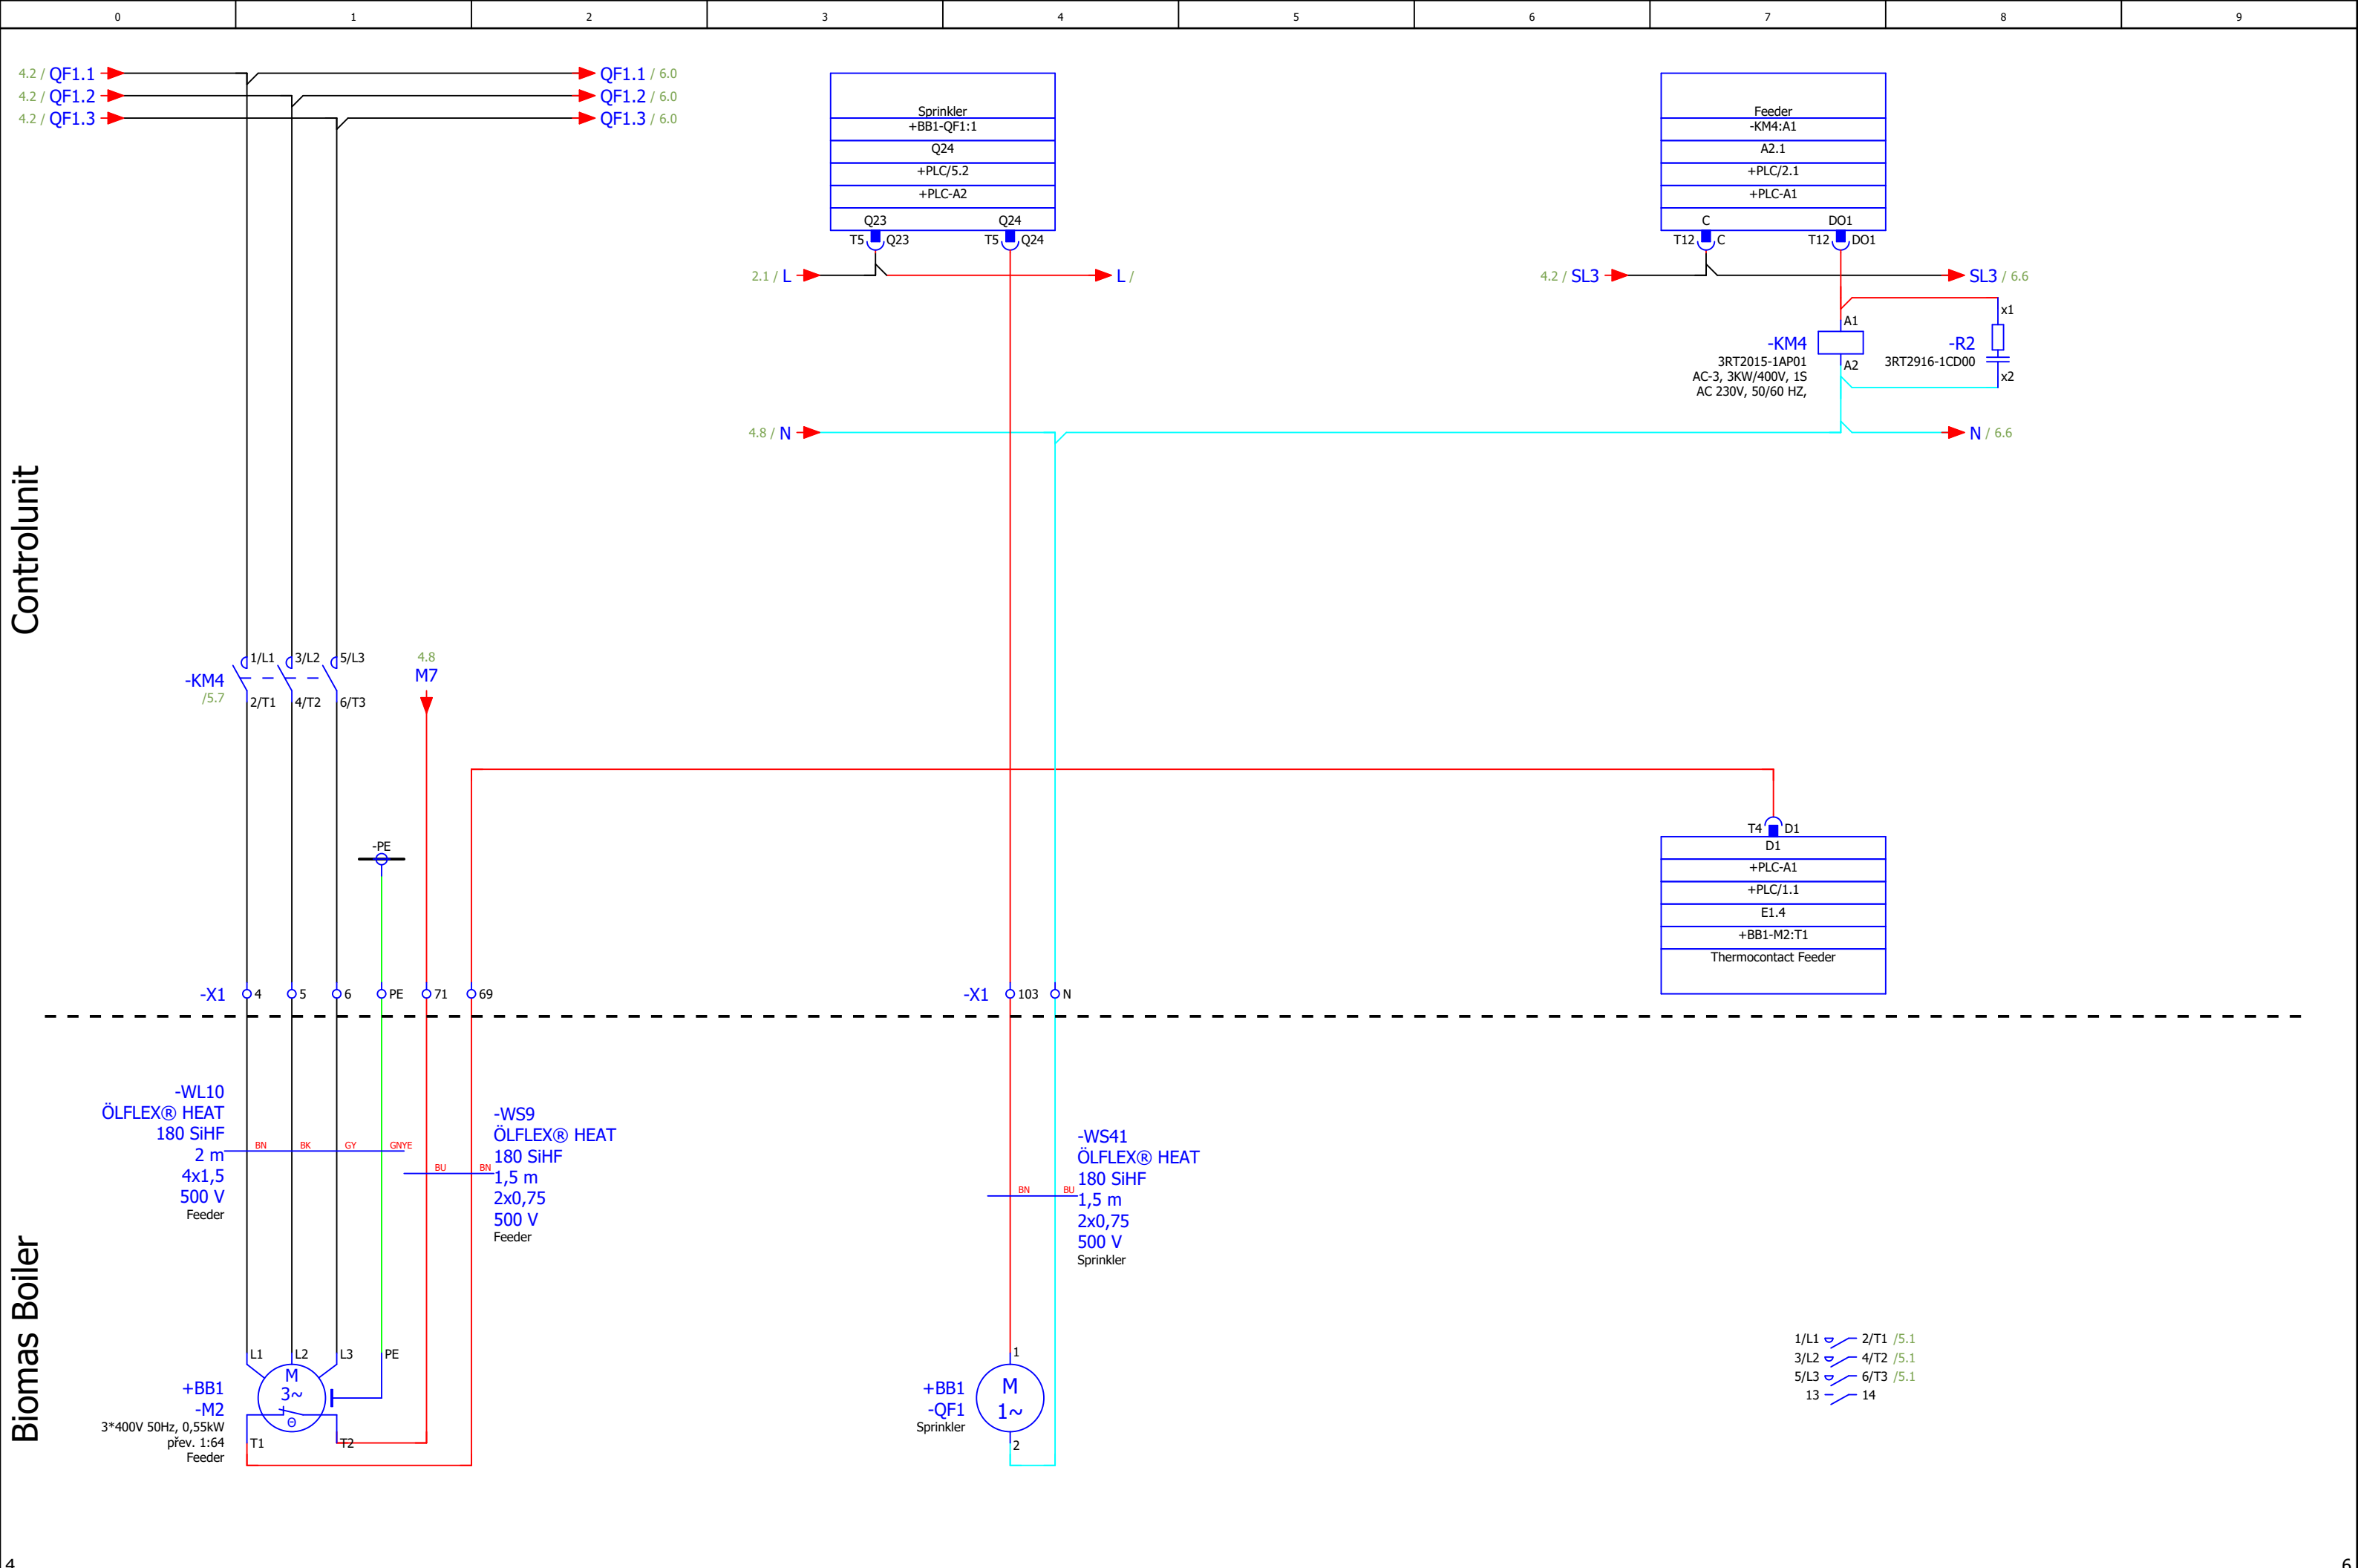 0 1 2 3 4 5 6 7 8 9
4.2 / QF1.1 QF1.1 / 6.0
4.2 / QF1.2 QF1.2 / 6.0
4.2 / QF1.3 QF1.3 / 6.0
Sprinkler
+BB1-QF1:1
Q24
+PLC/5.2
+PLC-A2
Q23 Q24
T5 Q23 T5 Q24
2.1 / L L /
Feeder
-KM4:A1
A2.1
+PLC/2.1
+PLC-A1
C DO1
T12 C T12 DO1
4.2 / SL3 SL3 / 6.6
A1
-KM4
3RT2015-1AP01
AC-3, 3KW/400V, 1S
AC 230V, 50/60 HZ,
A2
x1
-R2
3RT2916-1CD00
x2
4.8 / N N / 6.6
Controlunit
1/L1 3/L2 5/L3
-KM4
/5.7
2/T1 4/T2 6/T3
4.8
M7
-PE
T4 D1
D1
+PLC-A1
+PLC/1.1
E1.4
+BB1-M2:T1
Thermocontact Feeder
-X1 4 5 6 PE 71 69
-X1 103 N
Biomas Boiler
-WL10
ÖLFLEX® HEAT
180 SiHF
2 m
4x1,5
500 V
Feeder
BN BK GY GNYE
BU BN
-WS9
ÖLFLEX® HEAT
180 SiHF
1,5 m
2x0,75
500 V
Feeder
BN BU
-WS41
ÖLFLEX® HEAT
180 SiHF
1,5 m
2x0,75
500 V
Sprinkler
L1 L2 L3 PE
M
3~
Θ
+BB1
-M2
3*400V 50Hz, 0,55kW
přev. 1:64
Feeder
T1 T2
1
M
1~
2
+BB1
-QF1
Sprinkler
1/L1 2/T1 /5.1
3/L2 4/T2 /5.1
5/L3 6/T3 /5.1
13 14
4 6